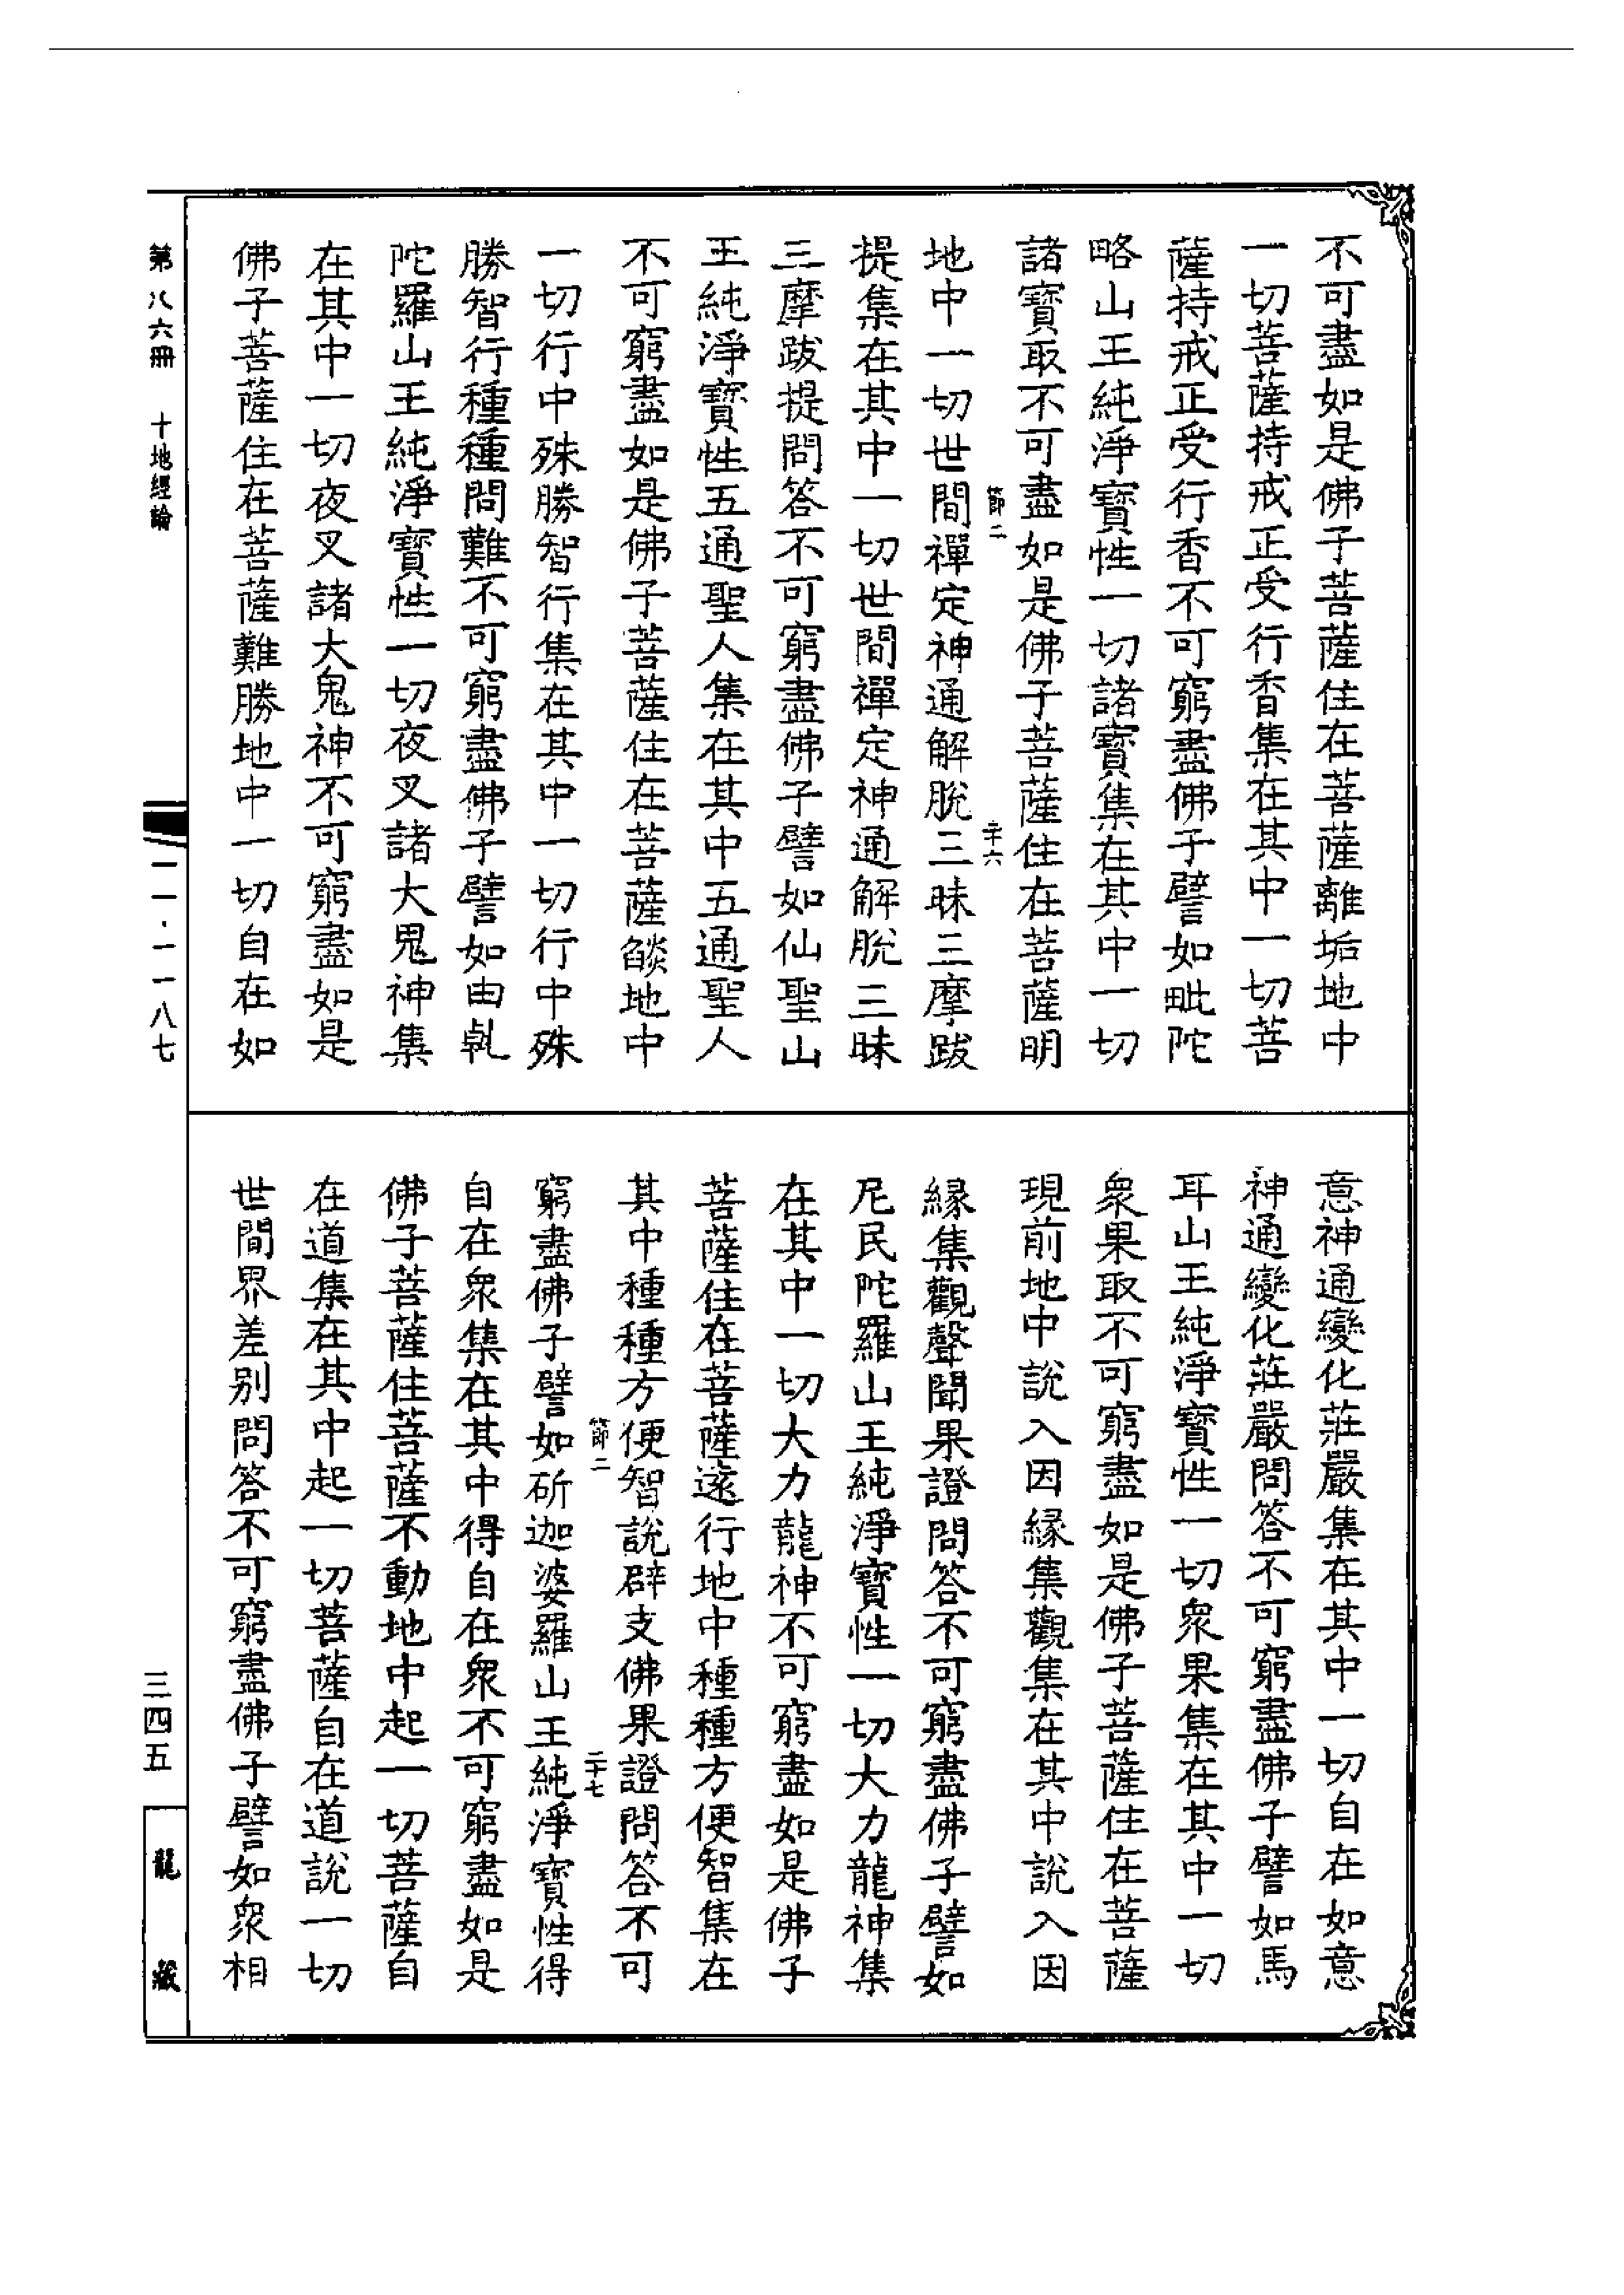 不可盡如是佛子菩薩住在菩薩離垢地中
一切菩薩持戒正受行香集在其中一切菩
薩持戒正受行香不可窮盡佛子譬如毗陀
略山王純淨寶性一切諸寶集在其中一切
諸寶取不可盡如是佛子菩薩住在菩薩明
節二
二十六
地中一切世間禪定神通解脫三昧三摩跋
提集在其中一切世間禪定神通解脫三昧
三摩跋提問答不可窮盡佛子譬如仙聖山
王純淨寶性五通聖人集在其中五通聖人
不可窮盡如是佛子菩薩住在菩薩燄地中
一切行中殊勝智行集在其中一切行中殊
勝智行種種問難不可窮盡佛子譬如由乹
陀羅山王純淨寶性一切夜叉諸大鬼神集
在其中一切夜叉諸大鬼神不可窮盡如是
佛子菩薩住在菩薩難勝地中一切自在如
意神通變化莊嚴集在其中一切自在如意
神通變化莊嚴問答不可窮盡佛子譬如馬
耳山王純淨寶性一切衆果集在其中一切
衆果取不可窮盡如是佛子菩薩住在菩薩
現前地中說入因緣集觀集在其中說入因
緣集觀聲聞果證問答不可窮盡佛子譬如
尼民陀羅山王純淨寶性一切大力龍神集
在其中一切大力龍神不可窮盡如是佛子
菩薩住在菩薩遠行地中種種方便智集在
其中種種方便智說辟支佛果證問答不可
節二
二十七
窮盡佛子譬如斫迦婆羅山王純淨寶性得
自在衆集在其中得自在衆不可窮盡如是
佛子菩薩住菩薩不動地中起一切菩薩自
在道集在其中起一切菩薩自在道說一切
世間界差别問答不可窮盡佛子譬如衆相
第八六冊 十地經論
一一·一一八七
三四五
龍藏